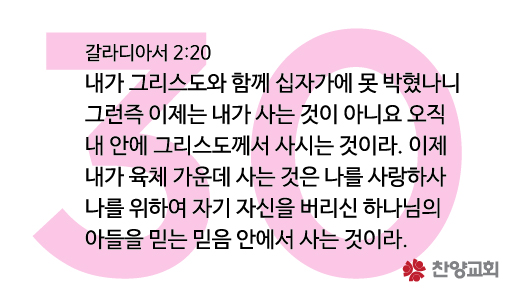 30
갈라디아서 2:20
내가 그리스도와 함께 십자가에 못 박혔나니
그런즉 이제는 내가 사는 것이 아니요 오직
내 안에 그리스도께서 사시는 것이라. 이제
내가 육체 가운데 사는 것은 나를 사랑하사
나를 위하여 자기 자신을 버리신 하나님의
아들을 믿는 믿음 안에서 사는 것이라.
찬양교회